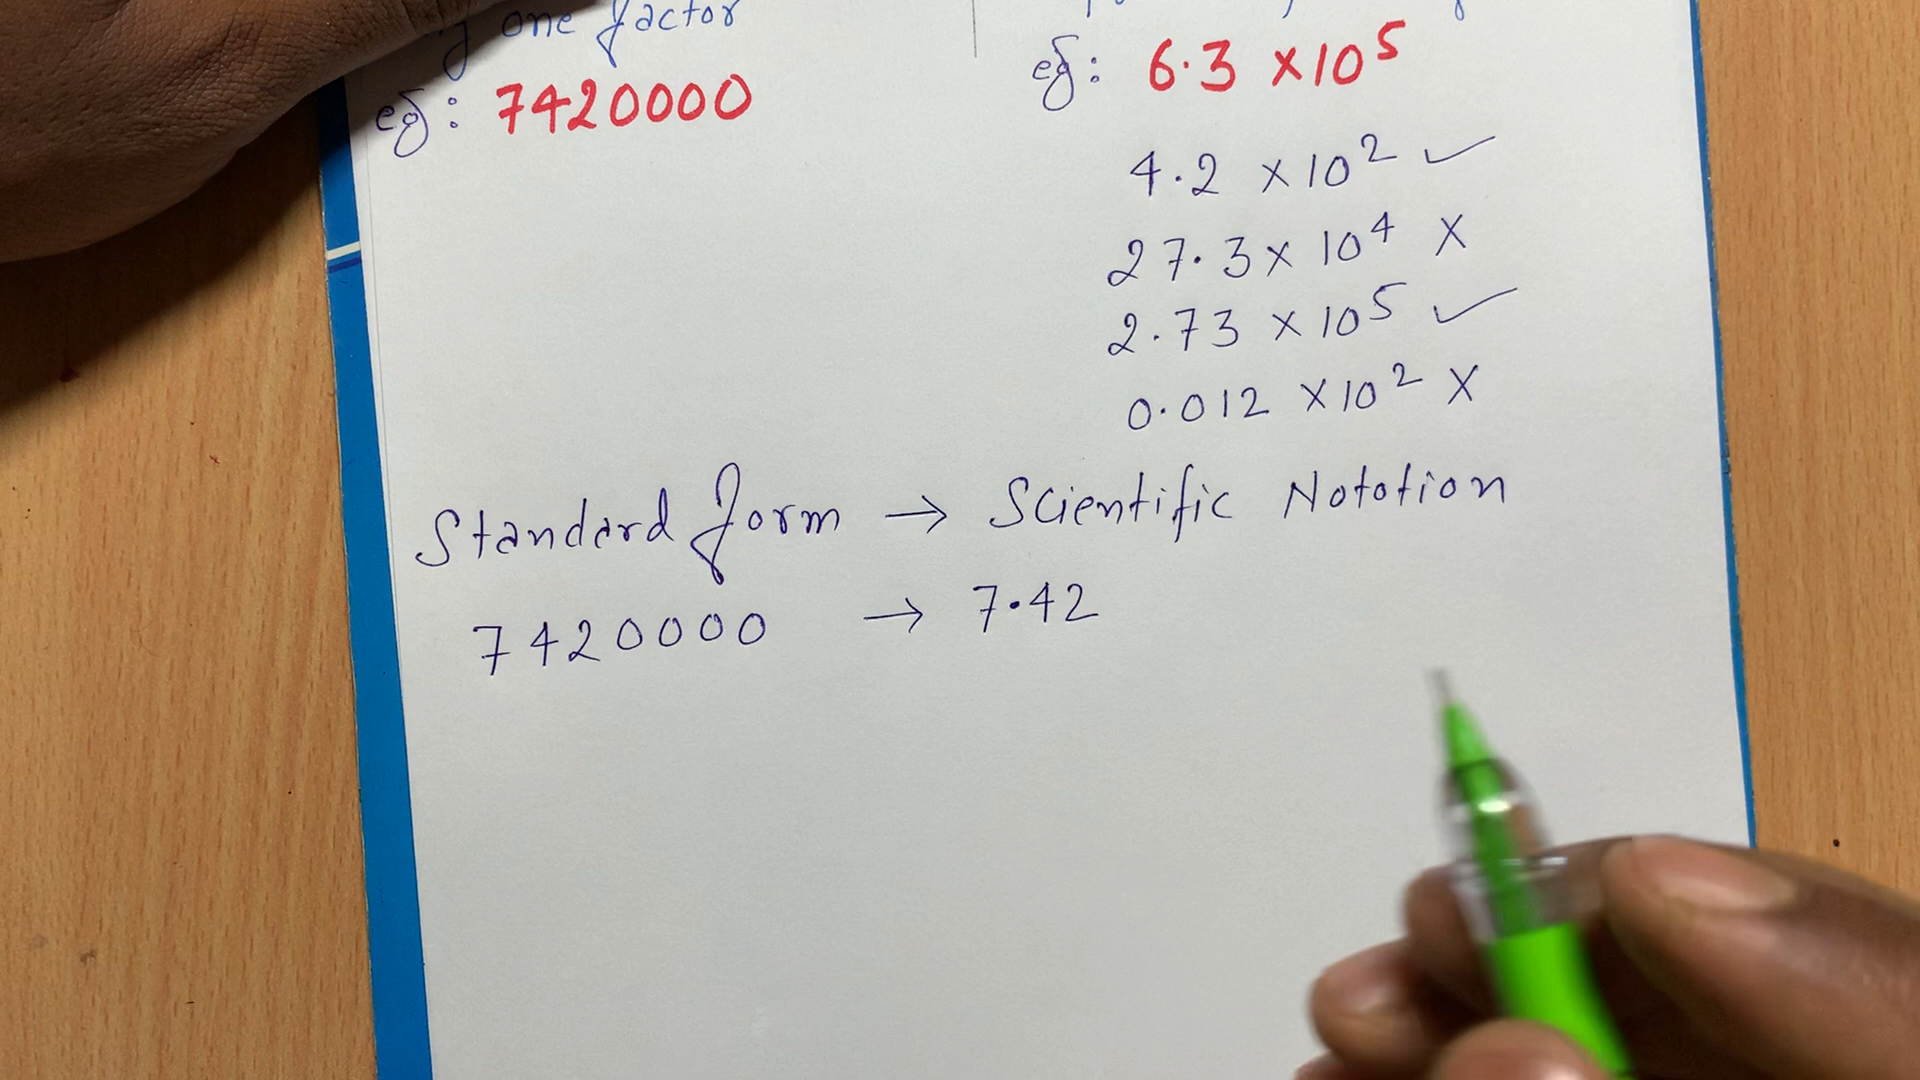 one factor
eg: 7420000
eg: 6.3 ×10⁵
4.2 ×10² ✓
27.3× 10⁴ ×
2.73 ×10⁵ ✓
0.012 ×10² ×
Standard form → Scientific Notation
7420000 → 7.42